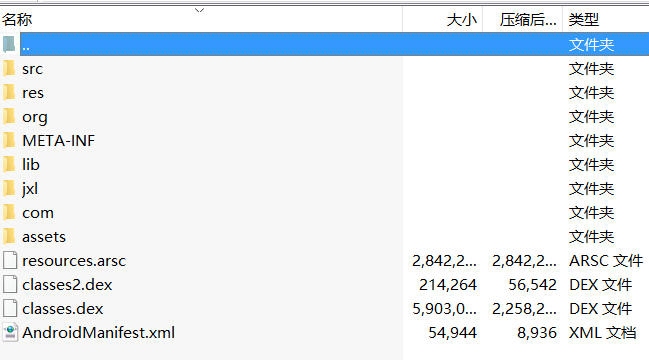 名称 大小 压缩后... 类型
.. 文件夹
src 文件夹
res 文件夹
org 文件夹
META-INF 文件夹
lib 文件夹
jxl 文件夹
com 文件夹
assets 文件夹
resources.arsc 2,842,2... 2,842,2... ARSC 文件
classes2.dex 214,264 56,542 DEX 文件
classes.dex 5,903,0... 2,258,2... DEX 文件
AndroidManifest.xml 54,944 8,936 XML 文档